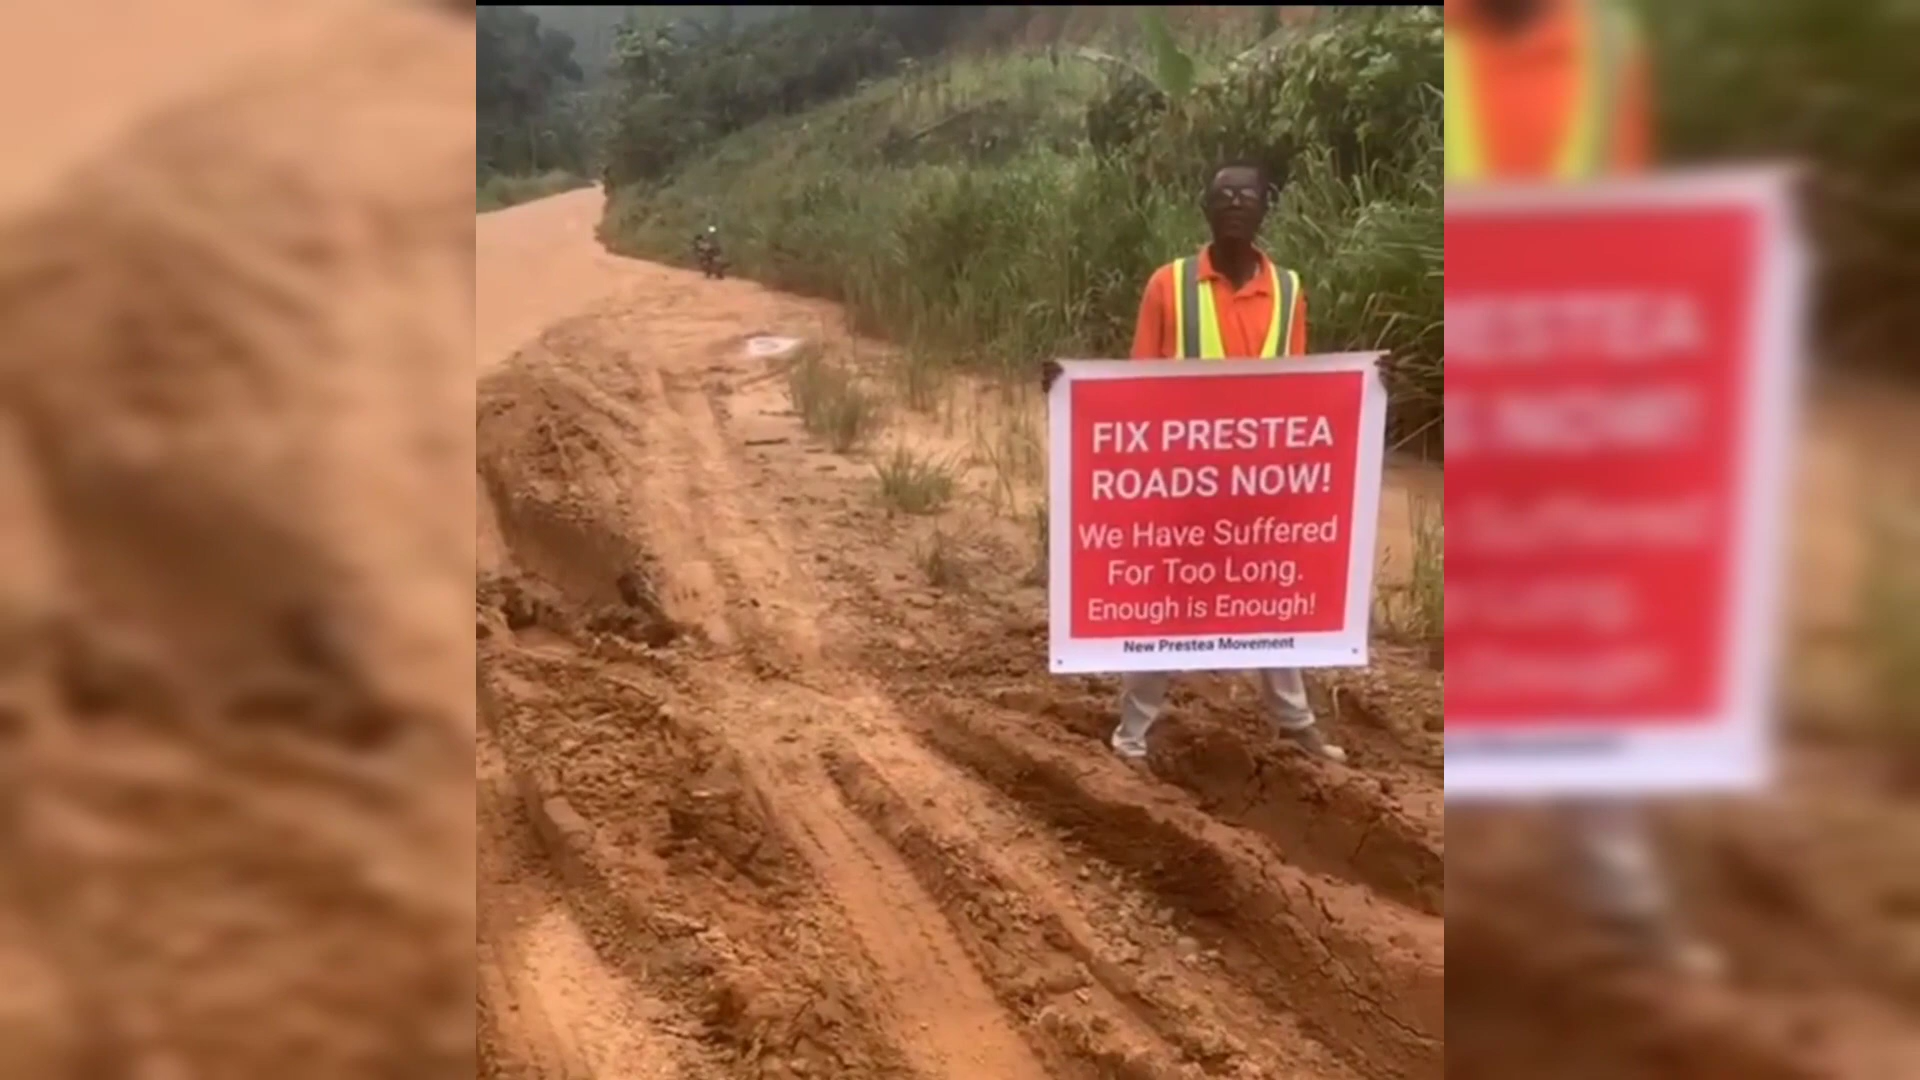 FIX PRESTEA
ROADS NOW!
We Have Suffered
For Too Long.
Enough is Enough!
New Prestea Movement